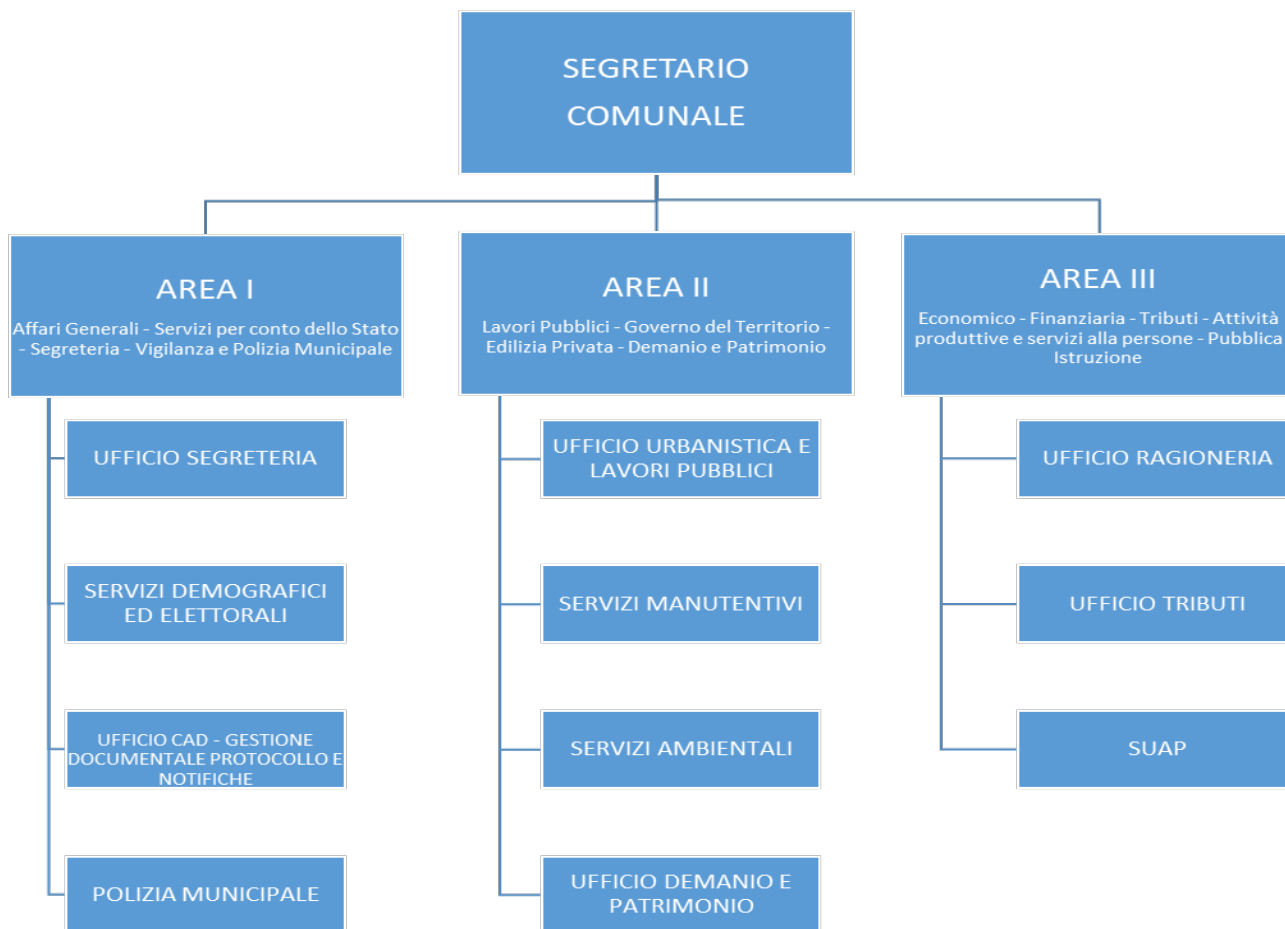 SEGRETARIO
COMUNALE
AREA I
Affari Generali - Servizi per conto dello Stato
- Segreteria - Vigilanza e Polizia Municipale
AREA II
Lavori Pubblici - Governo del Territorio -
Edilizia Privata - Demanio e Patrimonio
AREA III
Economico - Finanziaria - Tributi - Attività
produttive e servizi alla persone - Pubblica
Istruzione
UFFICIO SEGRETERIA
SERVIZI DEMOGRAFICI
ED ELETTORALI
UFFICIO CAD - GESTIONE
DOCUMENTALE PROTOCOLLO E
NOTIFICHE
POLIZIA MUNICIPALE
UFFICIO URBANISTICA E
LAVORI PUBBLICI
SERVIZI MANUTENTIVI
SERVIZI AMBIENTALI
UFFICIO DEMANIO E
PATRIMONIO
UFFICIO RAGIONERIA
UFFICIO TRIBUTI
SUAP